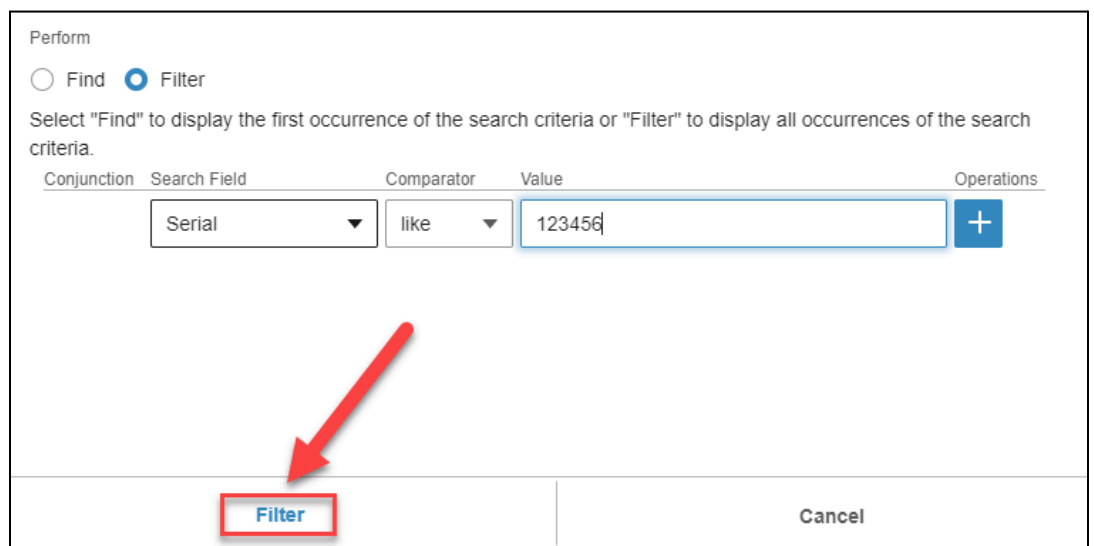 Perform
Find Filter
Select "Find" to display the first occurrence of the search criteria or "Filter" to display all occurrences of the search
criteria.
Conjunction Search Field Comparator Value Operations
Serial like 123456 +
Filter Cancel